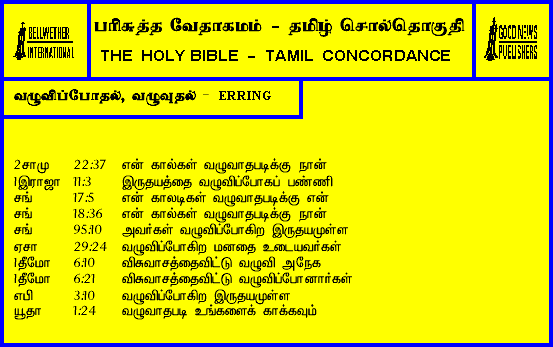 BELLWETHER
INTERNATIONAL
பரிசுத்த வேதாகமம் - தமிழ் சொல்தொகுதி
THE HOLY BIBLE - TAMIL CONCORDANCE
GOOD NEWS
PUBLISHERS
வழுவிப்போதல், வழுவுதல் - ERRING
2சாமு 22:37 என் கால்கள் வழுவாதபடிக்கு நான்
1இராஜா 11:3 இருதயத்தை வழுவிப்போகப் பண்ணி
சங் 17:5 என் காலடிகள் வழுவாதபடிக்கு என்
சங் 18:36 என் கால்கள் வழுவாதபடிக்கு நான்
சங் 95:10 அவர்கள் வழுவிப்போகிற இருதயமுள்ள
ஏசா 29:24 வழுவிப்போகிற மனதை உடையவர்கள்
1தீமோ 6:10 விசுவாசத்தைவிட்டு வழுவி அநேக
1தீமோ 6:21 விசுவாசத்தைவிட்டு வழுவிப்போனார்கள்
எபி 3:10 வழுவிப்போகிற இருதயமுள்ள
யூதா 1:24 வழுவாதபடி உங்களைக் காக்கவும்